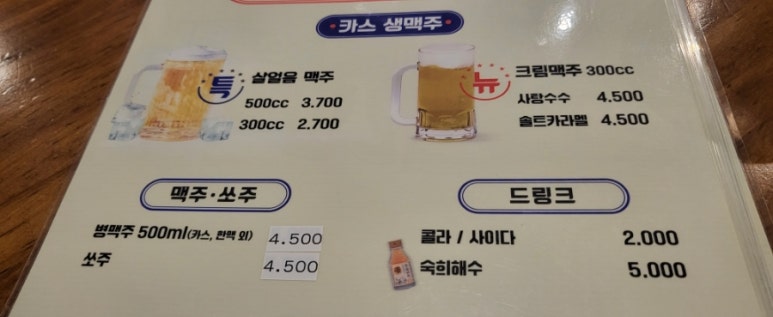 카스 생맥주
특 살얼음 맥주
500cc 3.700
300cc 2.700
뉴 크림맥주 300cc
사탕수수 4.500
솔트카라멜 4.500
맥주·쏘주
병맥주 500ml(카스, 한맥 외) 4.500
쏘주 4.500
드링크
콜라 / 사이다 2.000
숙희해수 5.000